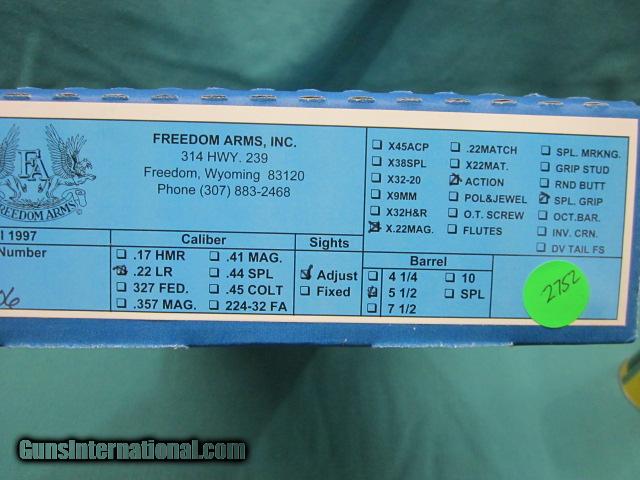 FREEDOM ARMS, INC.
314 HWY. 239
Freedom, Wyoming 83120
Phone (307) 883-2468
FA
FREEDOM ARMS
1997
Number
06
Caliber
.17 HMR
.22 LR
327 FED.
.357 MAG.
.41 MAG.
.44 SPL
.45 COLT
224-32 FA
Sights
Adjust
Fixed
X45ACP
X38SPL
X32-20
X9MM
X32H&R
X.22MAG.
.22MATCH
X22MAT.
ACTION
POL&JEWEL
O.T. SCREW
FLUTES
SPL. MRKNG.
GRIP STUD
RND BUTT
SPL. GRIP
OCT.BAR.
INV. CRN.
DV TAIL FS
Barrel
4 1/4
5 1/2
7 1/2
10
SPL
2752
GunsInternational.com